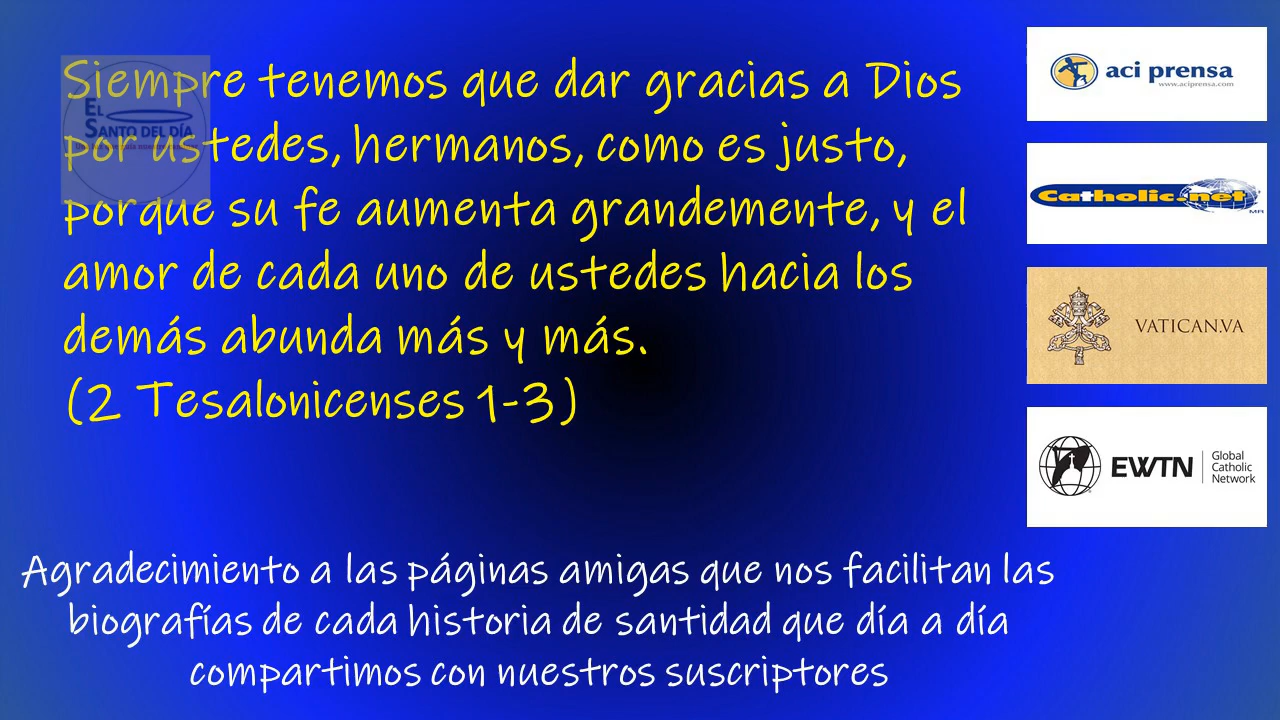 Siempre tenemos que dar gracias a Dios
por ustedes, hermanos, como es justo,
porque su fe aumenta grandemente, y el
amor de cada uno de ustedes hacia los
demás abunda más y más.
(2 Tesalonicenses 1-3)
EL
SANTO DEL DÍA
aci prensa
www.aciprensa.com
Catholic.net
MR
VATICAN.VA
EWTN
Global
Catholic
Network
Agradecimiento a las páginas amigas que nos facilitan las
biografías de cada historia de santidad que día a día
compartimos con nuestros suscriptores